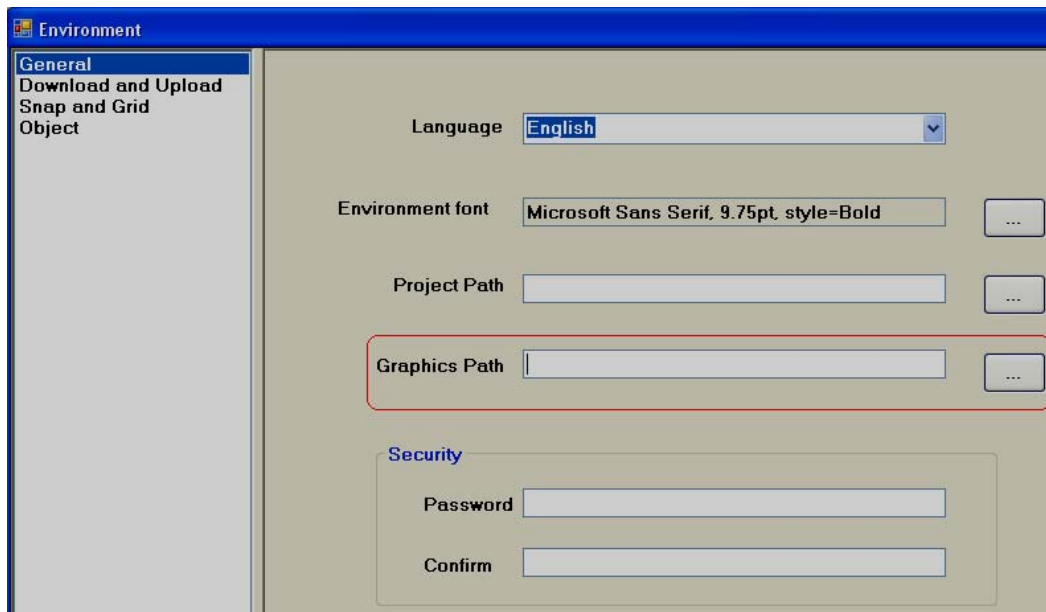 Environment
General
Download and Upload
Snap and Grid
Object
Language English
Environment font Microsoft Sans Serif, 9.75pt, style=Bold ...
Project Path ...
Graphics Path ...
Security
Password
Confirm